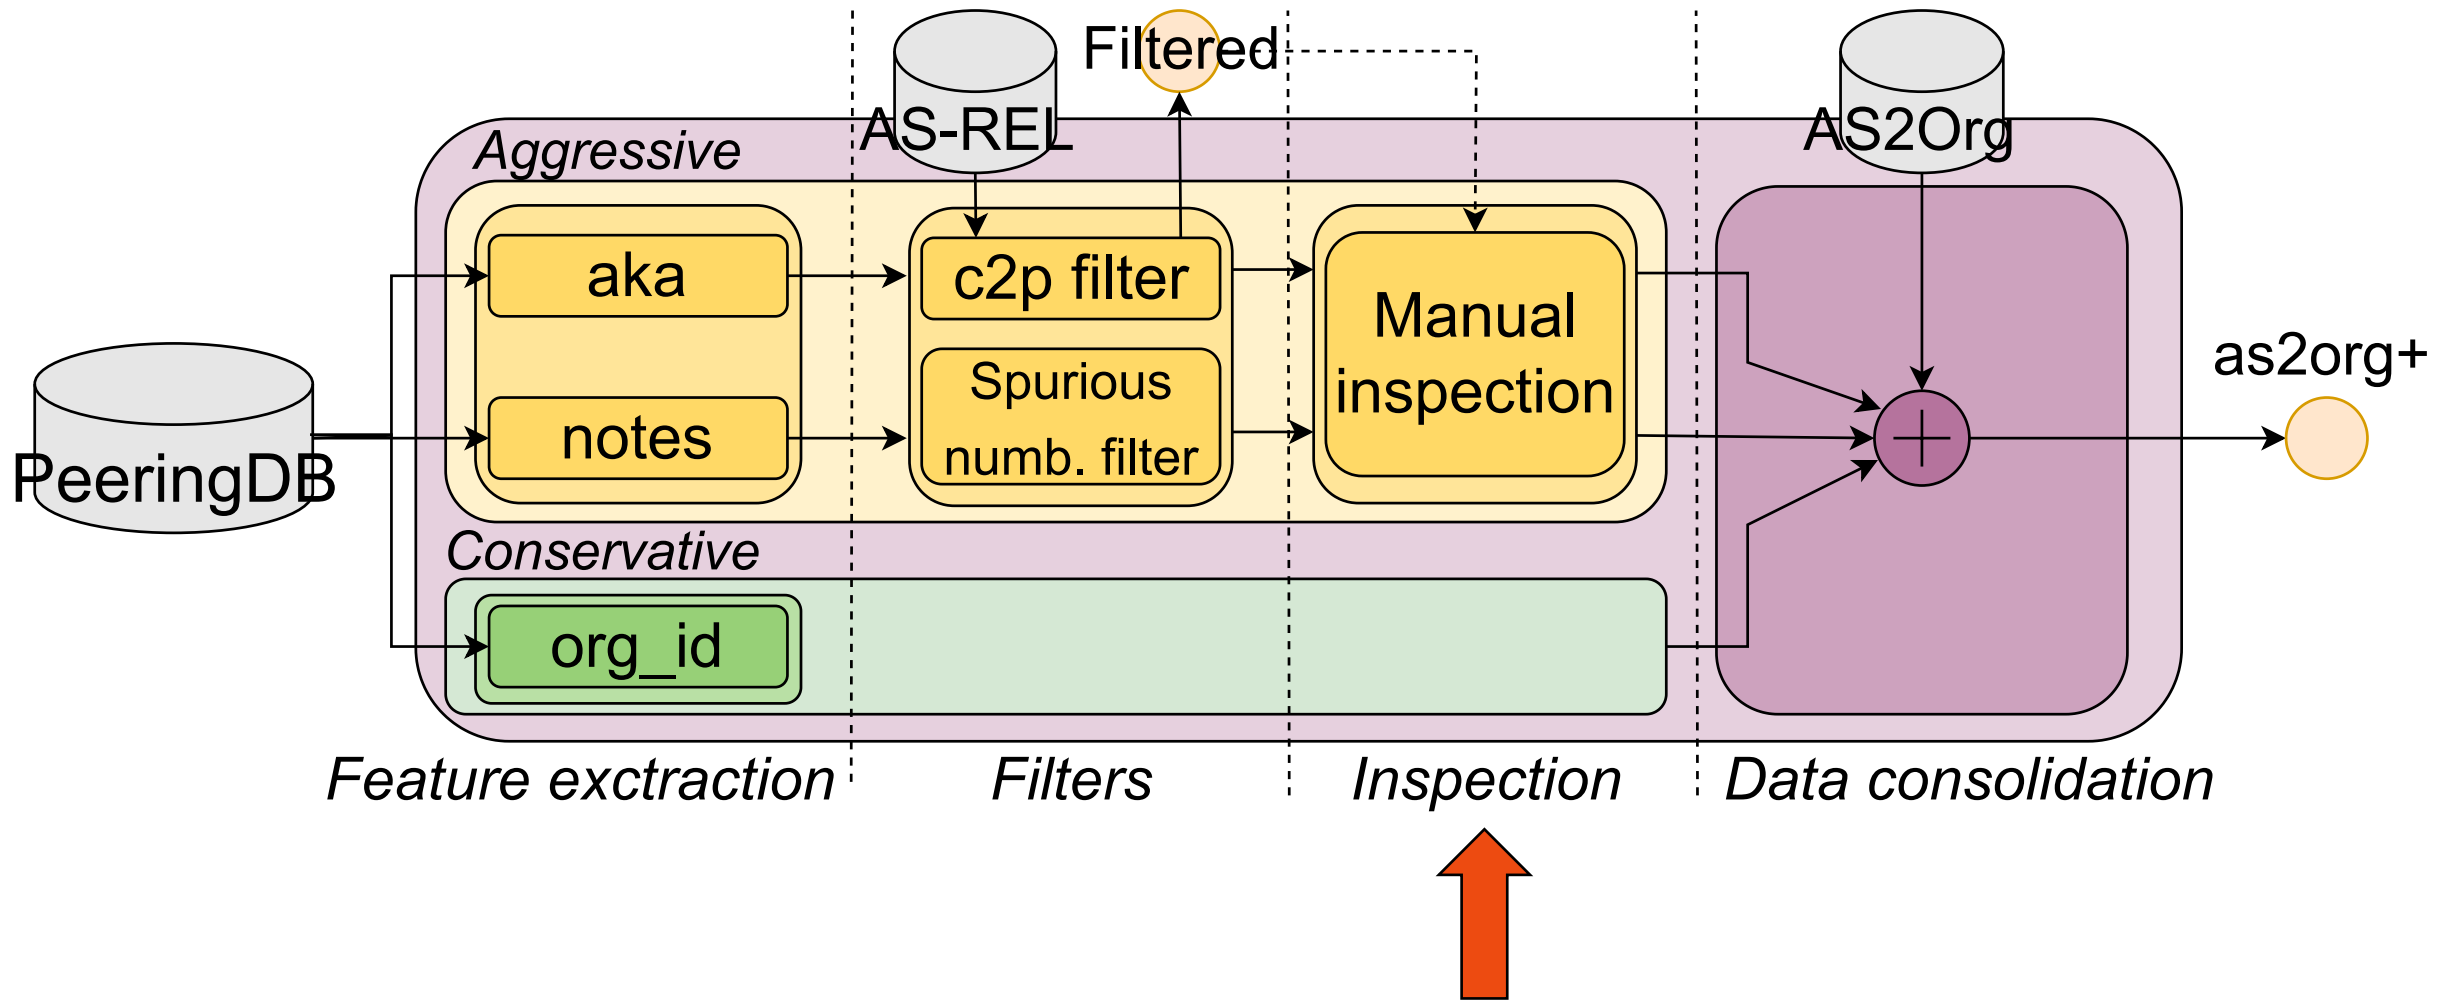 Filtered
AS-REL
AS2Org
Aggressive
aka
c2p filter
Manual
inspection
as2org+
Spurious
numb. filter
notes
PeeringDB
Conservative
org_id
Feature exctraction
Filters
Inspection
Data consolidation